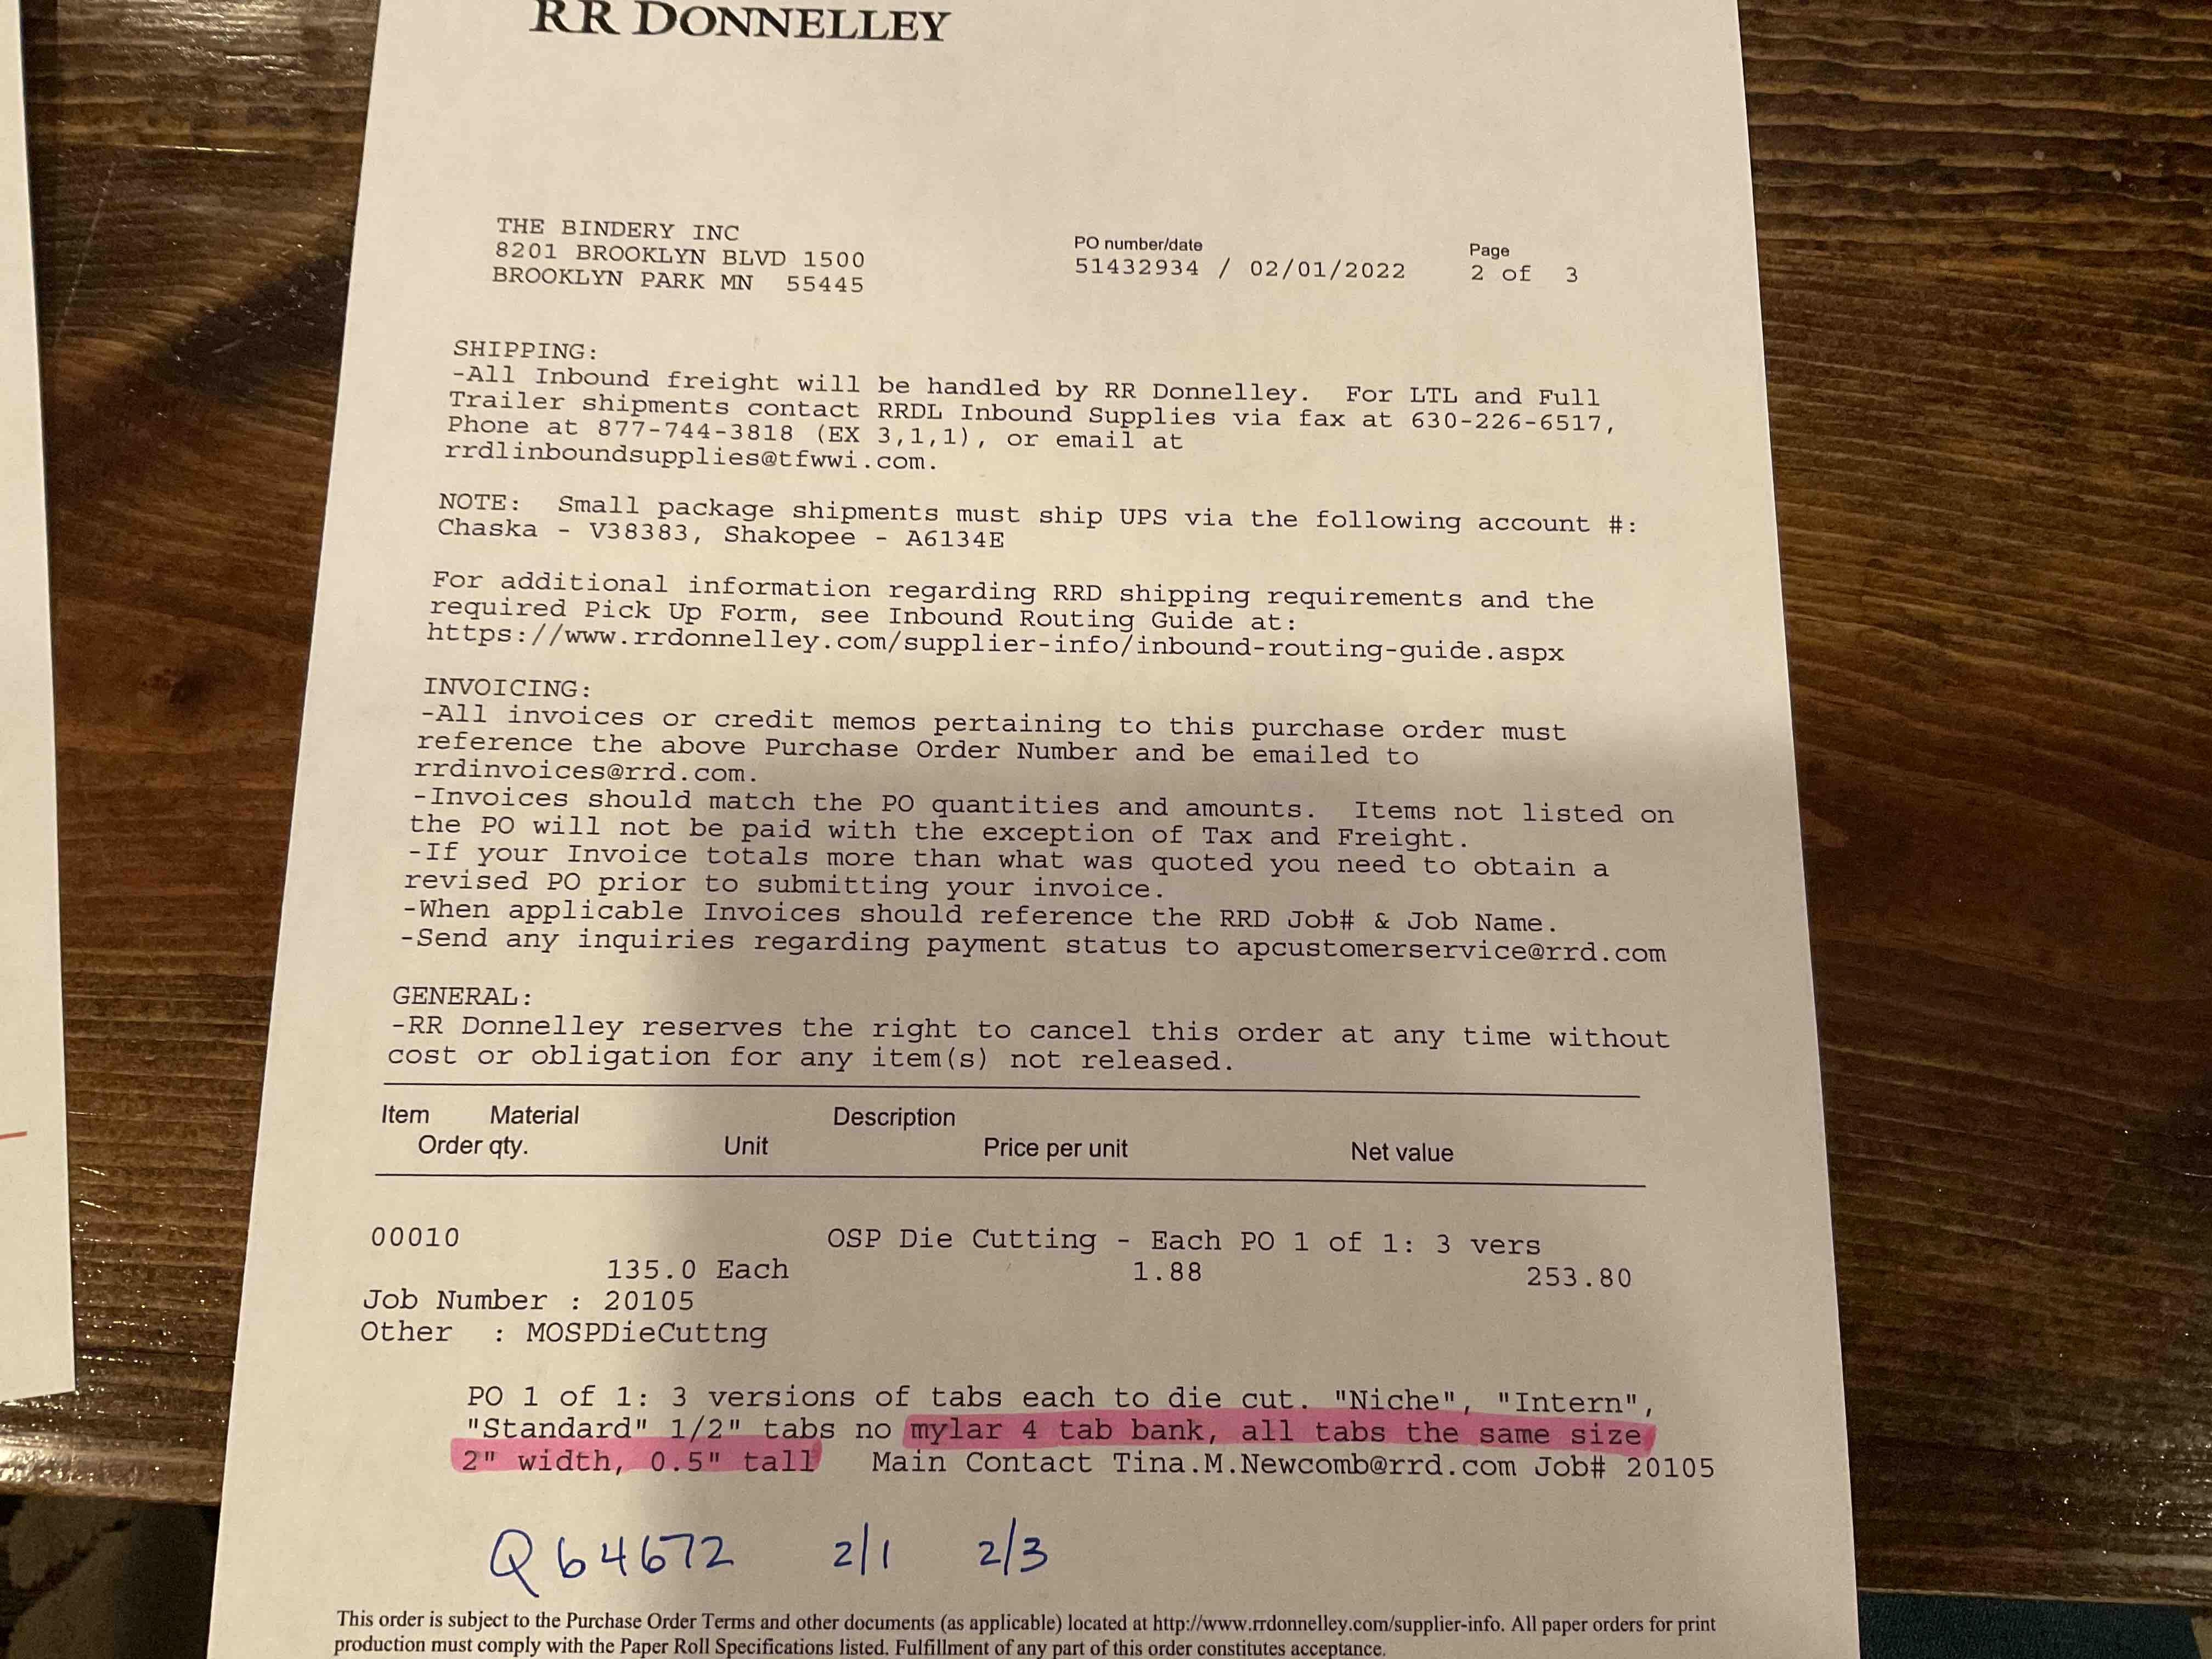 RR DONNELLEY
THE BINDERY INC
8201 BROOKLYN BLVD 1500
BROOKLYN PARK MN 55445
PO number/date
51432934 / 02/01/2022
Page
2 of 3
SHIPPING:
-All Inbound freight will be handled by RR Donnelley. For LTL and Full
Trailer shipments contact RRDL Inbound Supplies via fax at 630-226-6517,
Phone at 877-744-3818 (EX 3,1,1), or email at
rrdlinboundsupplies@tfwwi.com.
NOTE: Small package shipments must ship UPS via the following account #:
Chaska - V38383, Shakopee - A6134E
For additional information regarding RRD shipping requirements and the
required Pick Up Form, see Inbound Routing Guide at:
https://www.rrdonnelley.com/supplier-info/inbound-routing-guide.aspx
INVOICING:
-All invoices or credit memos pertaining to this purchase order must
reference the above Purchase Order Number and be emailed to
rrdinvoices@rrd.com.
-Invoices should match the PO quantities and amounts. Items not listed on
the PO will not be paid with the exception of Tax and Freight.
-If your Invoice totals more than what was quoted you need to obtain a
revised PO prior to submitting your invoice.
-When applicable Invoices should reference the RRD Job# & Job Name.
-Send any inquiries regarding payment status to apcustomerservice@rrd.com
GENERAL:
-RR Donnelley reserves the right to cancel this order at any time without
cost or obligation for any item(s) not released.
Item Material Description
Order qty. Unit Price per unit Net value
00010 OSP Die Cutting - Each PO 1 of 1: 3 vers
135.0 Each 1.88 253.80
Job Number : 20105
Other : MOSPDieCuttng
PO 1 of 1: 3 versions of tabs each to die cut. "Niche", "Intern",
"Standard" 1/2" tabs no mylar 4 tab bank, all tabs the same size
2" width, 0.5" tall Main Contact Tina.M.Newcomb@rrd.com Job# 20105
Q64672 2/1 2/3
This order is subject to the Purchase Order Terms and other documents (as applicable) located at http://www.rrdonnelley.com/supplier-info. All paper orders for print
production must comply with the Paper Roll Specifications listed. Fulfillment of any part of this order constitutes acceptance.